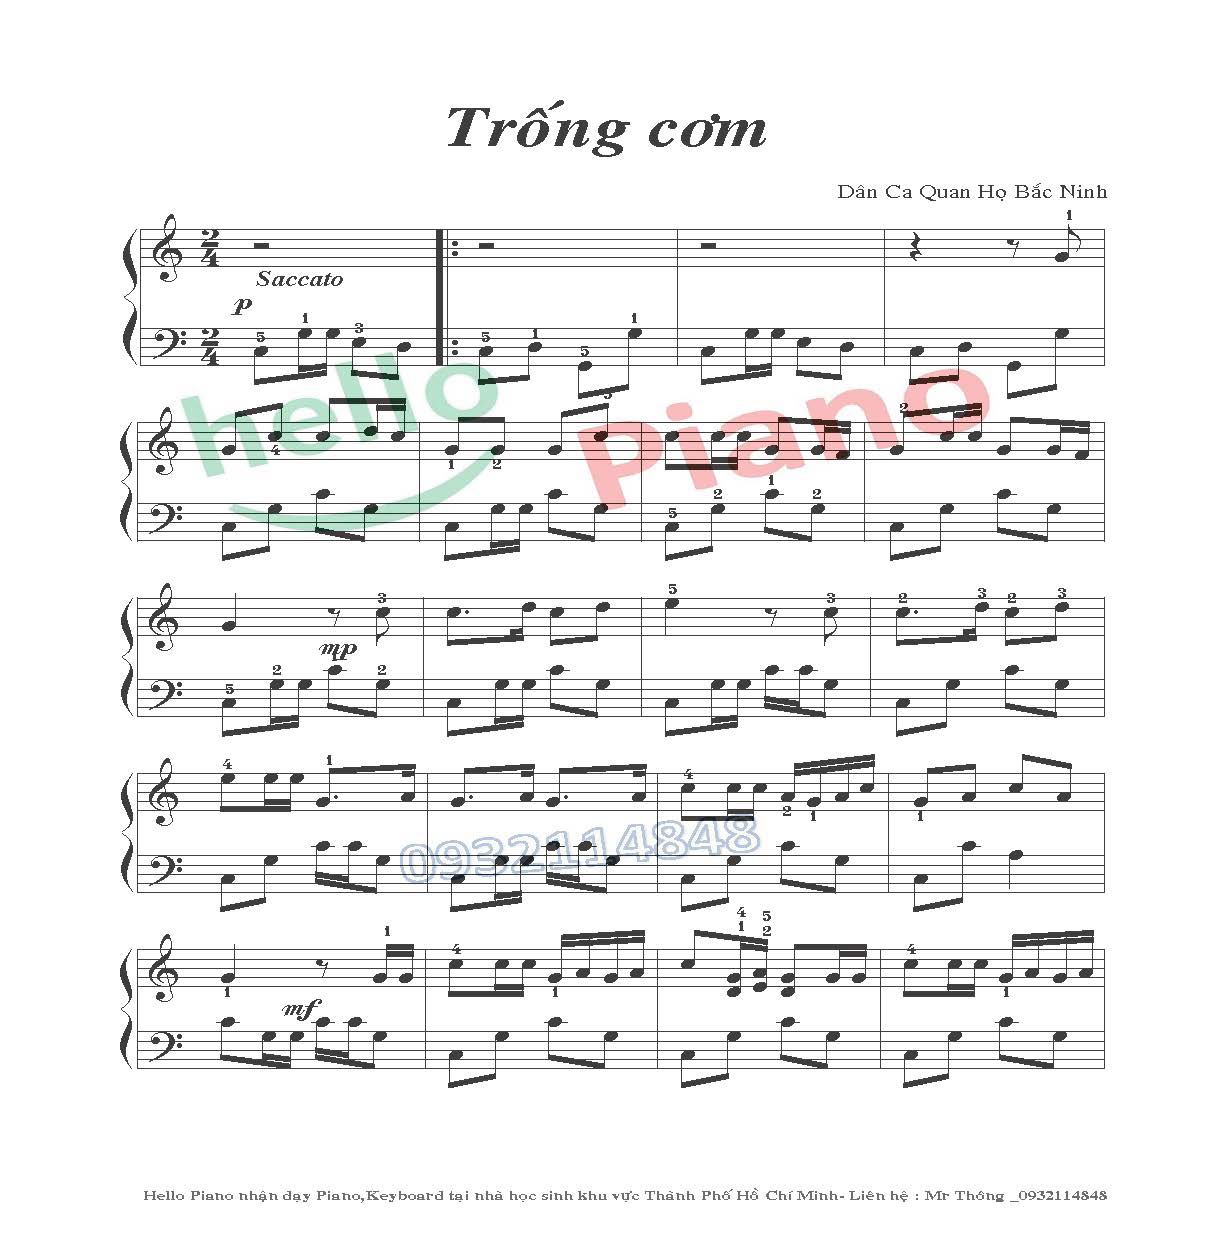 Trống cơm
Dân Ca Quan Họ Bắc Ninh
1
2 4
Saccato
p
2 4
5 1 3 5 1 5 1
hello Piano
3 2
4 1 2
2 1 2
5
3 5 3 2 3 2 3
mp
5 2 2
4 1 4
2 1 1
0932114848
1 4 4 1 5 2 4
1 1 1
mf
Hello Piano nhận dạy Piano,Keyboard tại nhà học sinh khu vực Thành Phố Hồ Chí Minh- Liên hệ : Mr Thông _0932114848